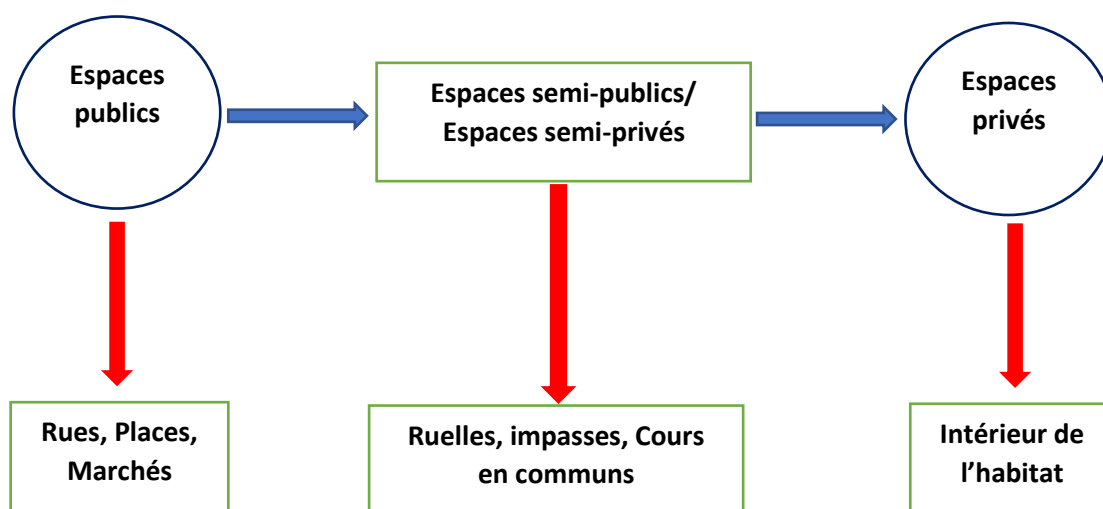 Espaces
publics
Espaces semi-publics/
Espaces semi-privés
Espaces
privés
Rues, Places,
Marchés
Ruelles, impasses, Cours
en communs
Intérieur de
l’habitat